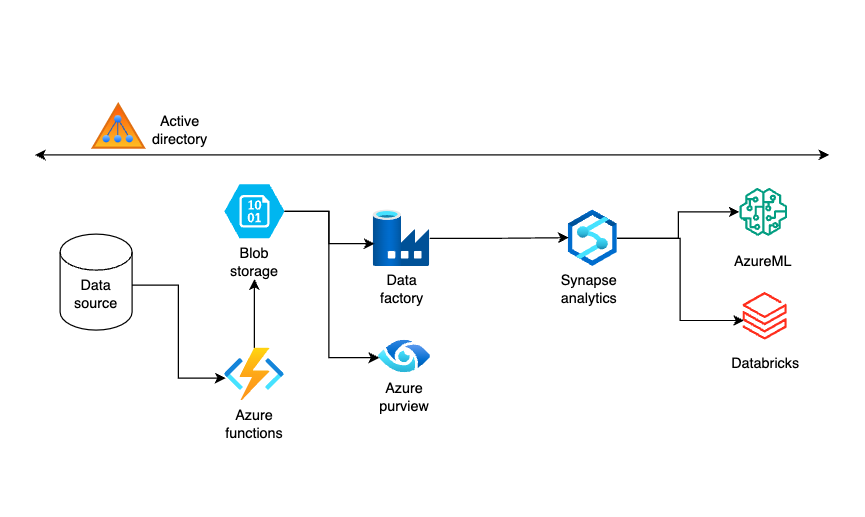 Active
directory
10
01
Blob
storage
Data
source
Data
factory
Synapse
analytics
AzureML
Databricks
Azure
purview
Azure
functions